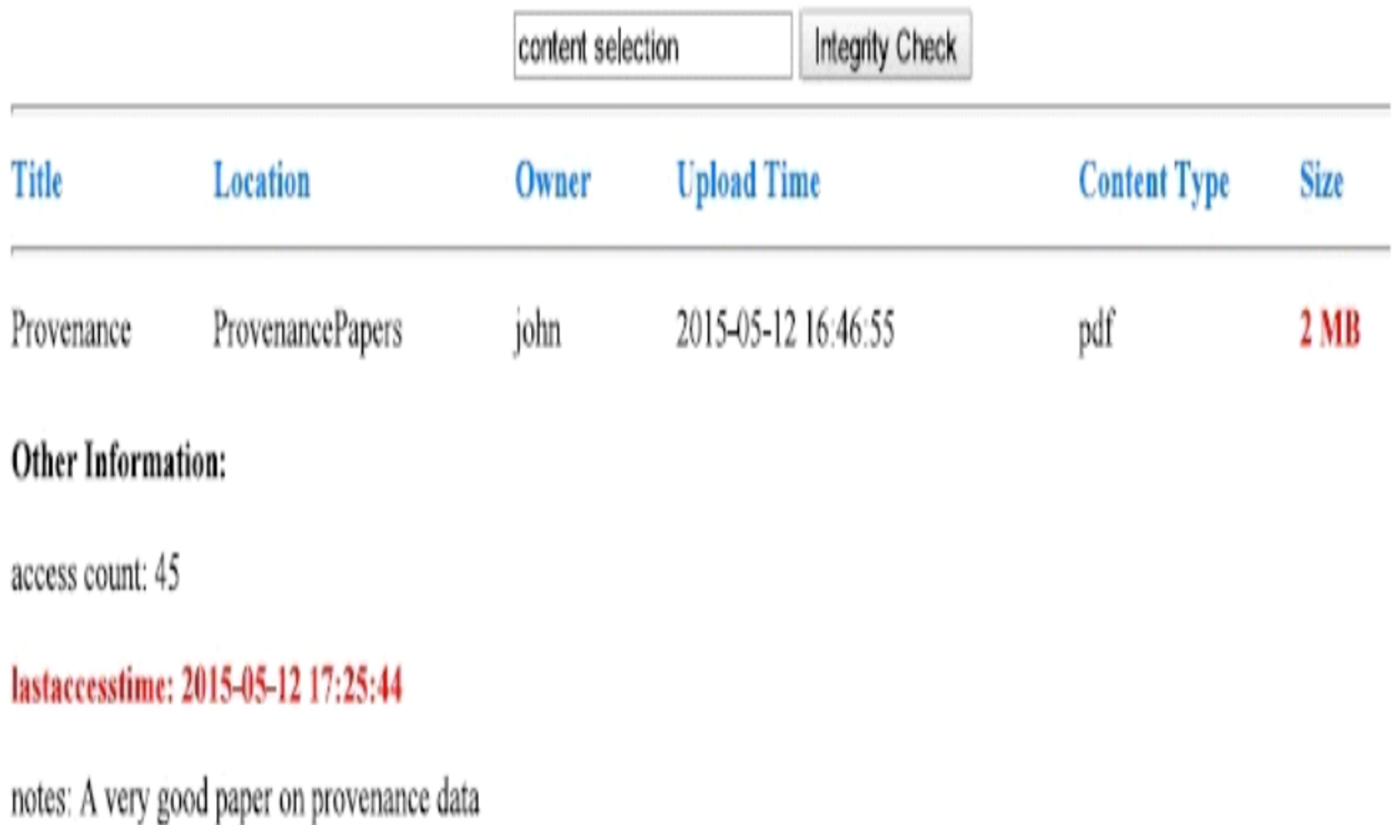 content selection Integrity Check
Title Location Owner Upload Time Content Type Size
Provenance ProvenancePapers john 2015-05-12 16:46:55 pdf 2 MB
Other Information:
access count: 45
lastaccesstime: 2015-05-12 17:25:44
notes: A very good paper on provenance data